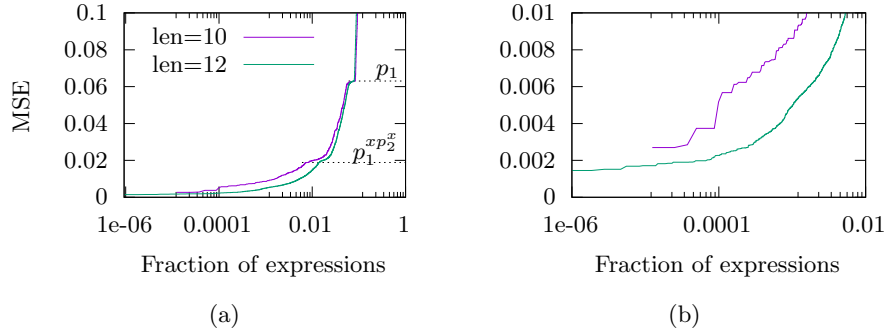 0.1
0.08
0.06
0.04
0.02
0
MSE
len=10
len=12
p₁
p₁^{xp₂^x}
1e-06
0.0001
0.01
1
Fraction of expressions
(a)
0.01
0.008
0.006
0.004
0.002
0
1e-06
0.0001
0.01
Fraction of expressions
(b)